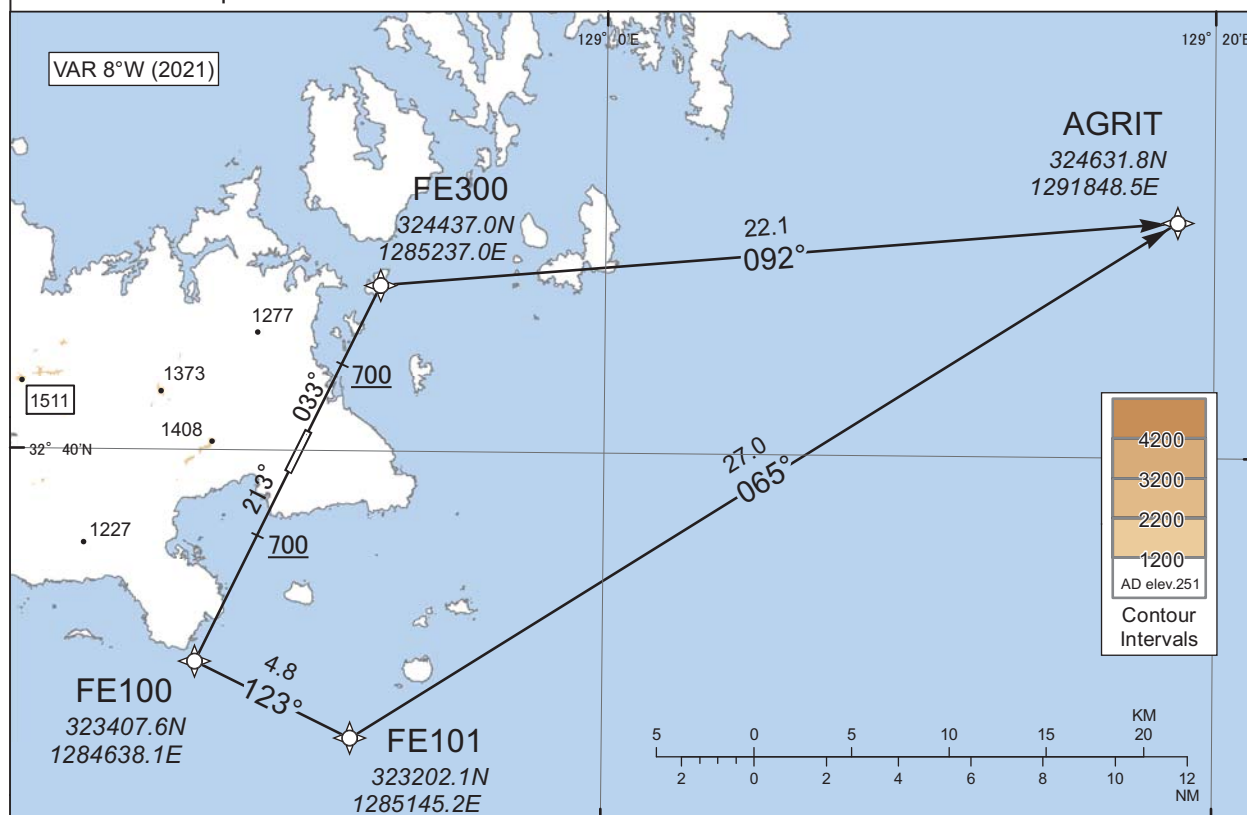 VAR 8°W (2021)
129° 0'E
129° 20'E
AGRIT
324631.8N
1291848.5E
FE300
324437.0N
1285237.0E
22.1
092°
1277
1373
1511
1408
700
033°
32° 40'N
213°
700
1227
27.0
065°
4200
3200
2200
1200
AD elev.251
Contour
Intervals
4.8
123°
FE100
323407.6N
1284638.1E
FE101
323202.1N
1285145.2E
KM
5 0 5 10 15 20
2 0 2 4 6 8 10 12
NM